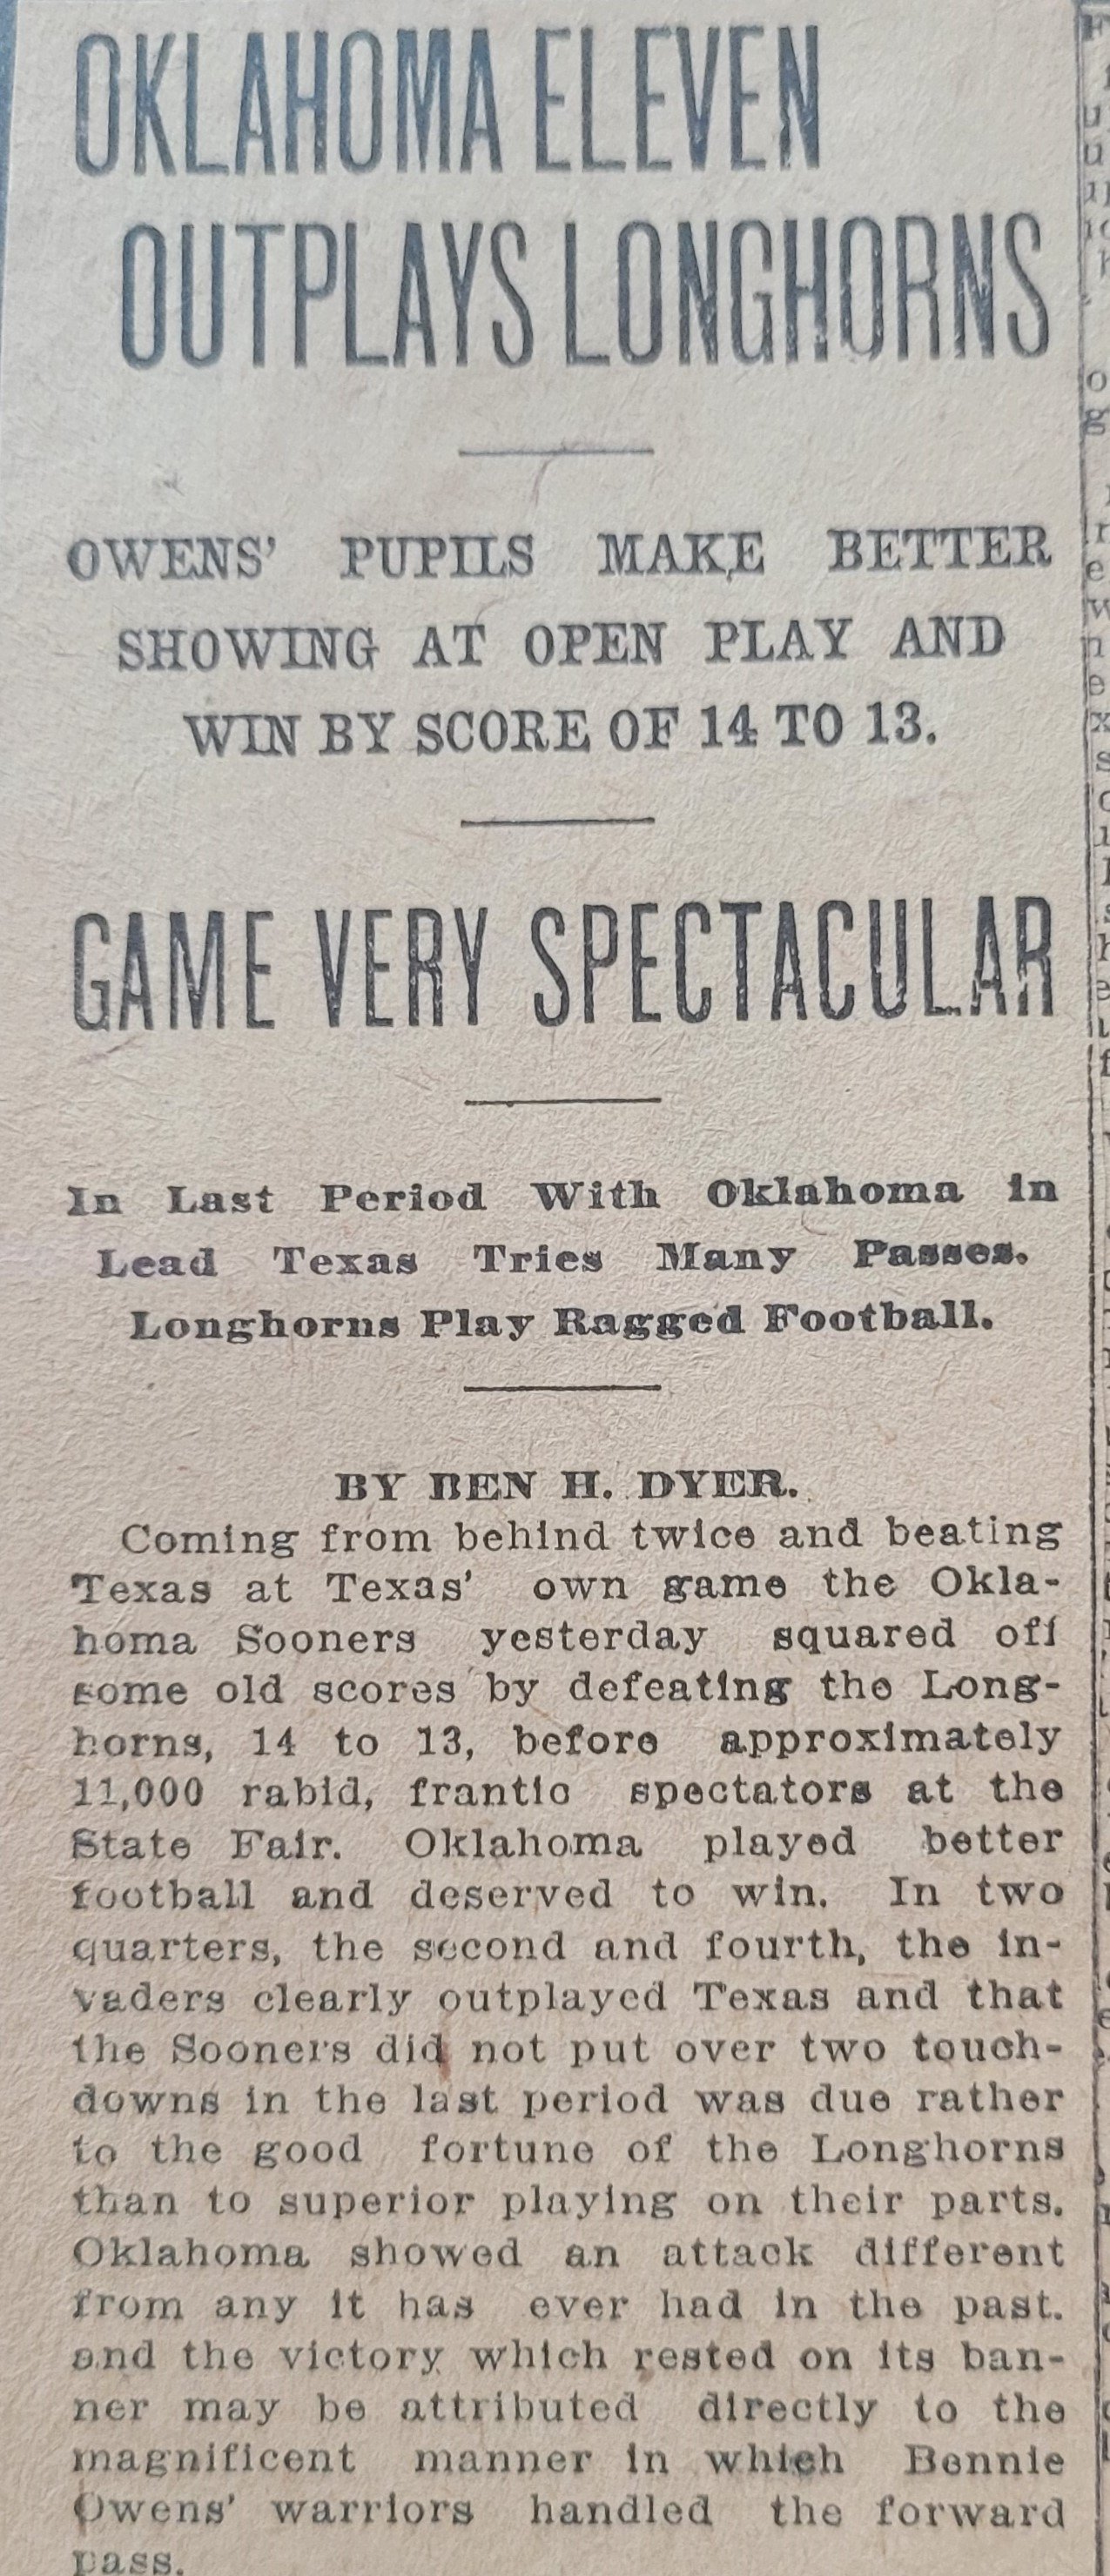 OKLAHOMA ELEVEN
OUTPLAYS LONGHORNS
OWENS' PUPILS MAKE BETTER
SHOWING AT OPEN PLAY AND
WIN BY SCORE OF 14 TO 13.
GAME VERY SPECTACULAR
In Last Period With Oklahoma in
Lead Texas Tries Many Passes.
Longhorns Play Ragged Football.
BY BEN H. DYER.
Coming from behind twice and beating
Texas at Texas' own game the Okla-
homa Sooners yesterday squared off
some old scores by defeating the Long-
horns, 14 to 13, before approximately
11,000 rabid, frantic spectators at the
State Fair. Oklahoma played better
football and deserved to win. In two
quarters, the second and fourth, the in-
vaders clearly outplayed Texas and that
the Sooners did not put over two touch-
downs in the last period was due rather
to the good fortune of the Longhorns
than to superior playing on their parts.
Oklahoma showed an attack different
from any it has ever had in the past.
and the victory which rested on its ban-
ner may be attributed directly to the
magnificent manner in which Bennie
Owens' warriors handled the forward
pass.